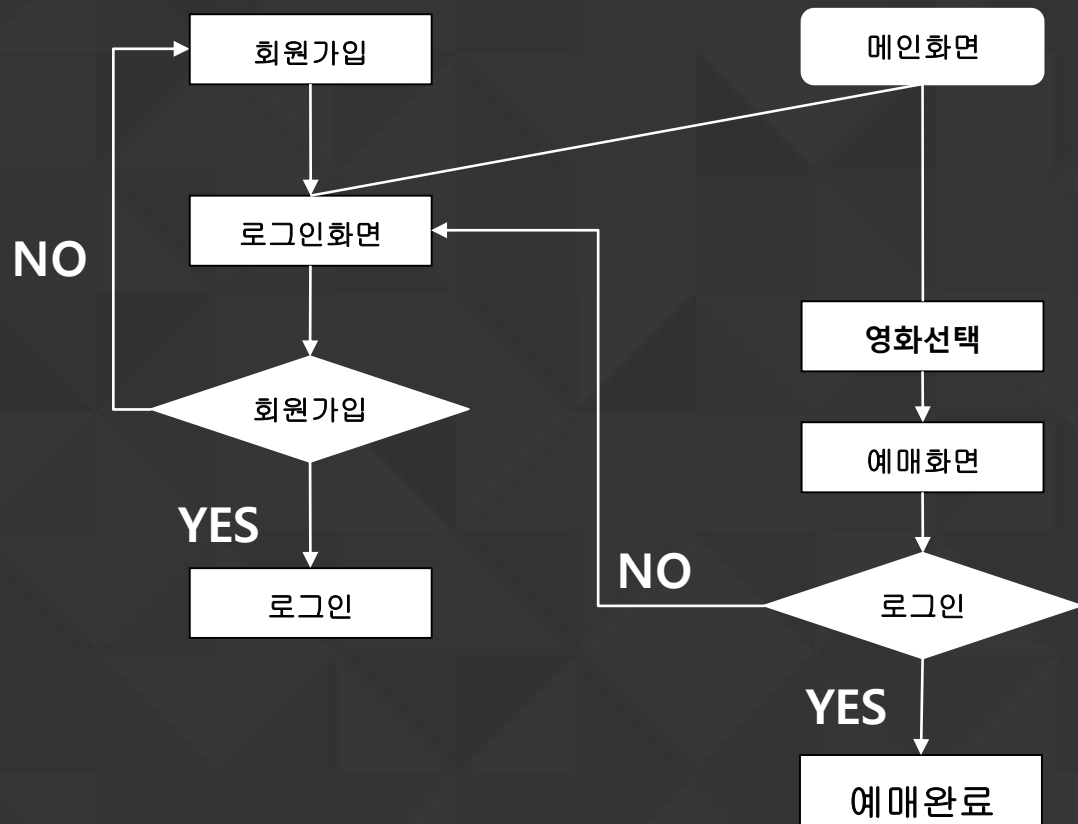 회원가입
메인화면
로그인화면
NO
영화선택
회원가입
예매화면
YES
NO
로그인
로그인
YES
예매완료